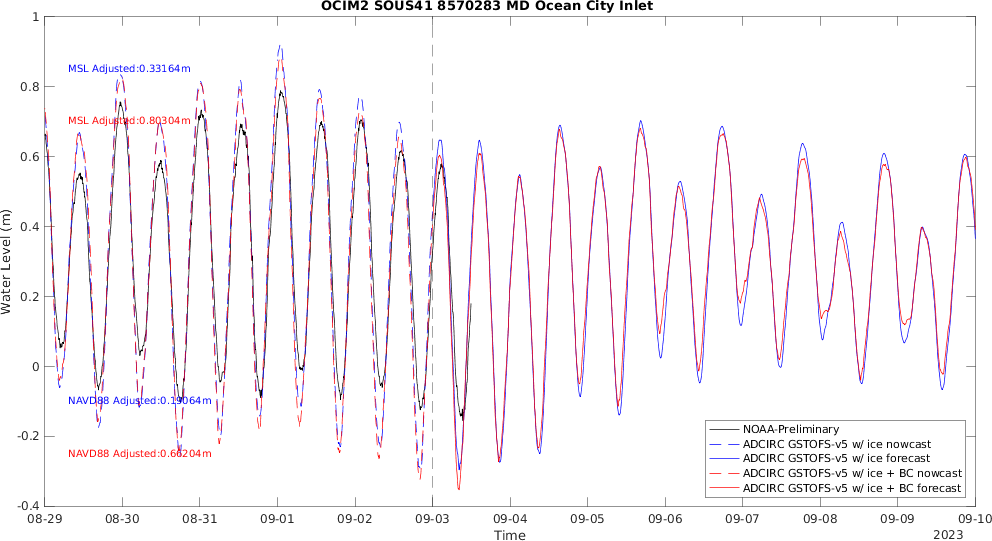 OCIM2 SOUS41 8570283 MD Ocean City Inlet
1
0.8
0.6
0.4
0.2
0
-0.2
-0.4
Water Level (m)
MSL Adjusted:0.33164m
MSL Adjusted:0.80304m
NAVD88 Adjusted:0.19064m
NAVD88 Adjusted:0.66204m
NOAA-Preliminary
ADCIRC GSTOFS-v5 w/ ice nowcast
ADCIRC GSTOFS-v5 w/ ice forecast
ADCIRC GSTOFS-v5 w/ ice + BC nowcast
ADCIRC GSTOFS-v5 w/ ice + BC forecast
08-29 08-30 08-31 09-01 09-02 09-03 09-04 09-05 09-06 09-07 09-08 09-09 09-10
Time
2023